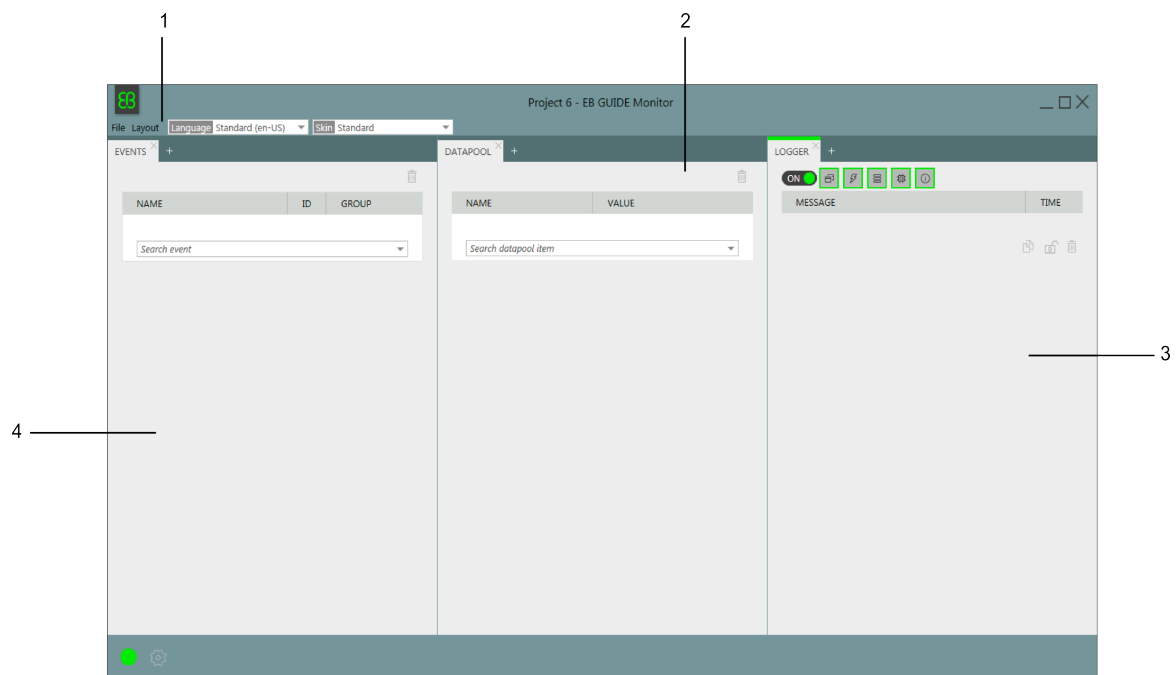 1
2
EB
Project 6 - EB GUIDE Monitor
File Layout Language Standard (en-US) Skin Standard
EVENTS × + DATAPOOL × + LOGGER × +
ON
NAME ID GROUP NAME VALUE MESSAGE TIME
Search event Search datapool item
3
4